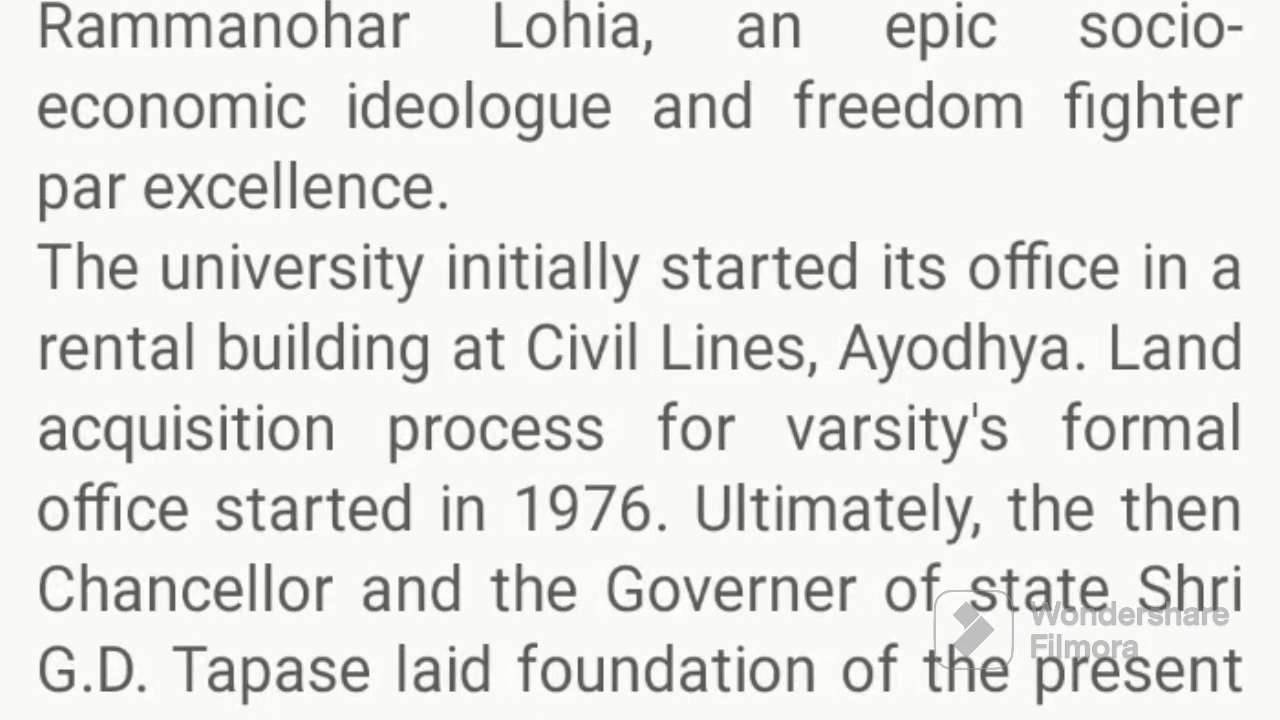 Rammanohar Lohia, an epic socio-
economic ideologue and freedom fighter
par excellence.
The university initially started its office in a
rental building at Civil Lines, Ayodhya. Land
acquisition process for varsity's formal
office started in 1976. Ultimately, the then
Chancellor and the Governer of state Shri
G.D. Tapase laid foundation of the present
Wondershare
Filmora